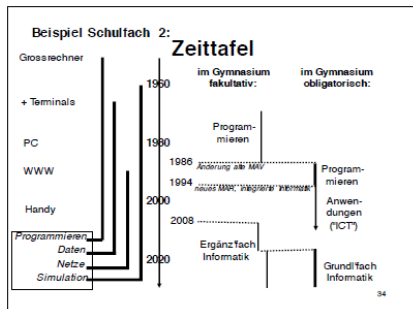 Beispiel Schulfach 2:
Zeittafel
Grossrechner
+ Terminals
PC
WWW
Handy
Programmieren
Daten
Netze
Simulation
1960
1980
1986
1994
2000
2008
2020
im Gymnasium
fakultativ:
im Gymnasium
obligatorisch:
Program-
mieren
Änderung alte MAV
neues MAR, integrierte Informatik
Program-
mieren
Anwen-
dungen
("ICT")
Ergänz'fach
Informatik
Grundl'fach
Informatik
34